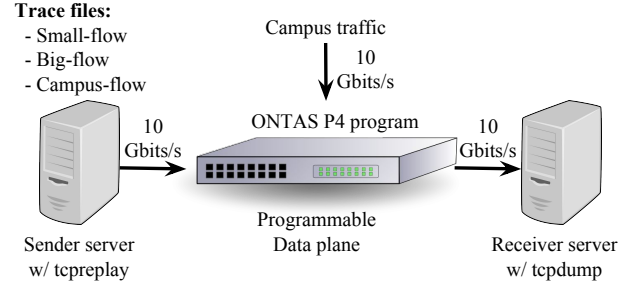 Trace files:
- Small-flow
- Big-flow
- Campus-flow
Campus traffic
10
Gbits/s
ONTAS P4 program
10
Gbits/s
10
Gbits/s
Programmable
Data plane
Sender server
w/ tcpreplay
Receiver server
w/ tcpdump